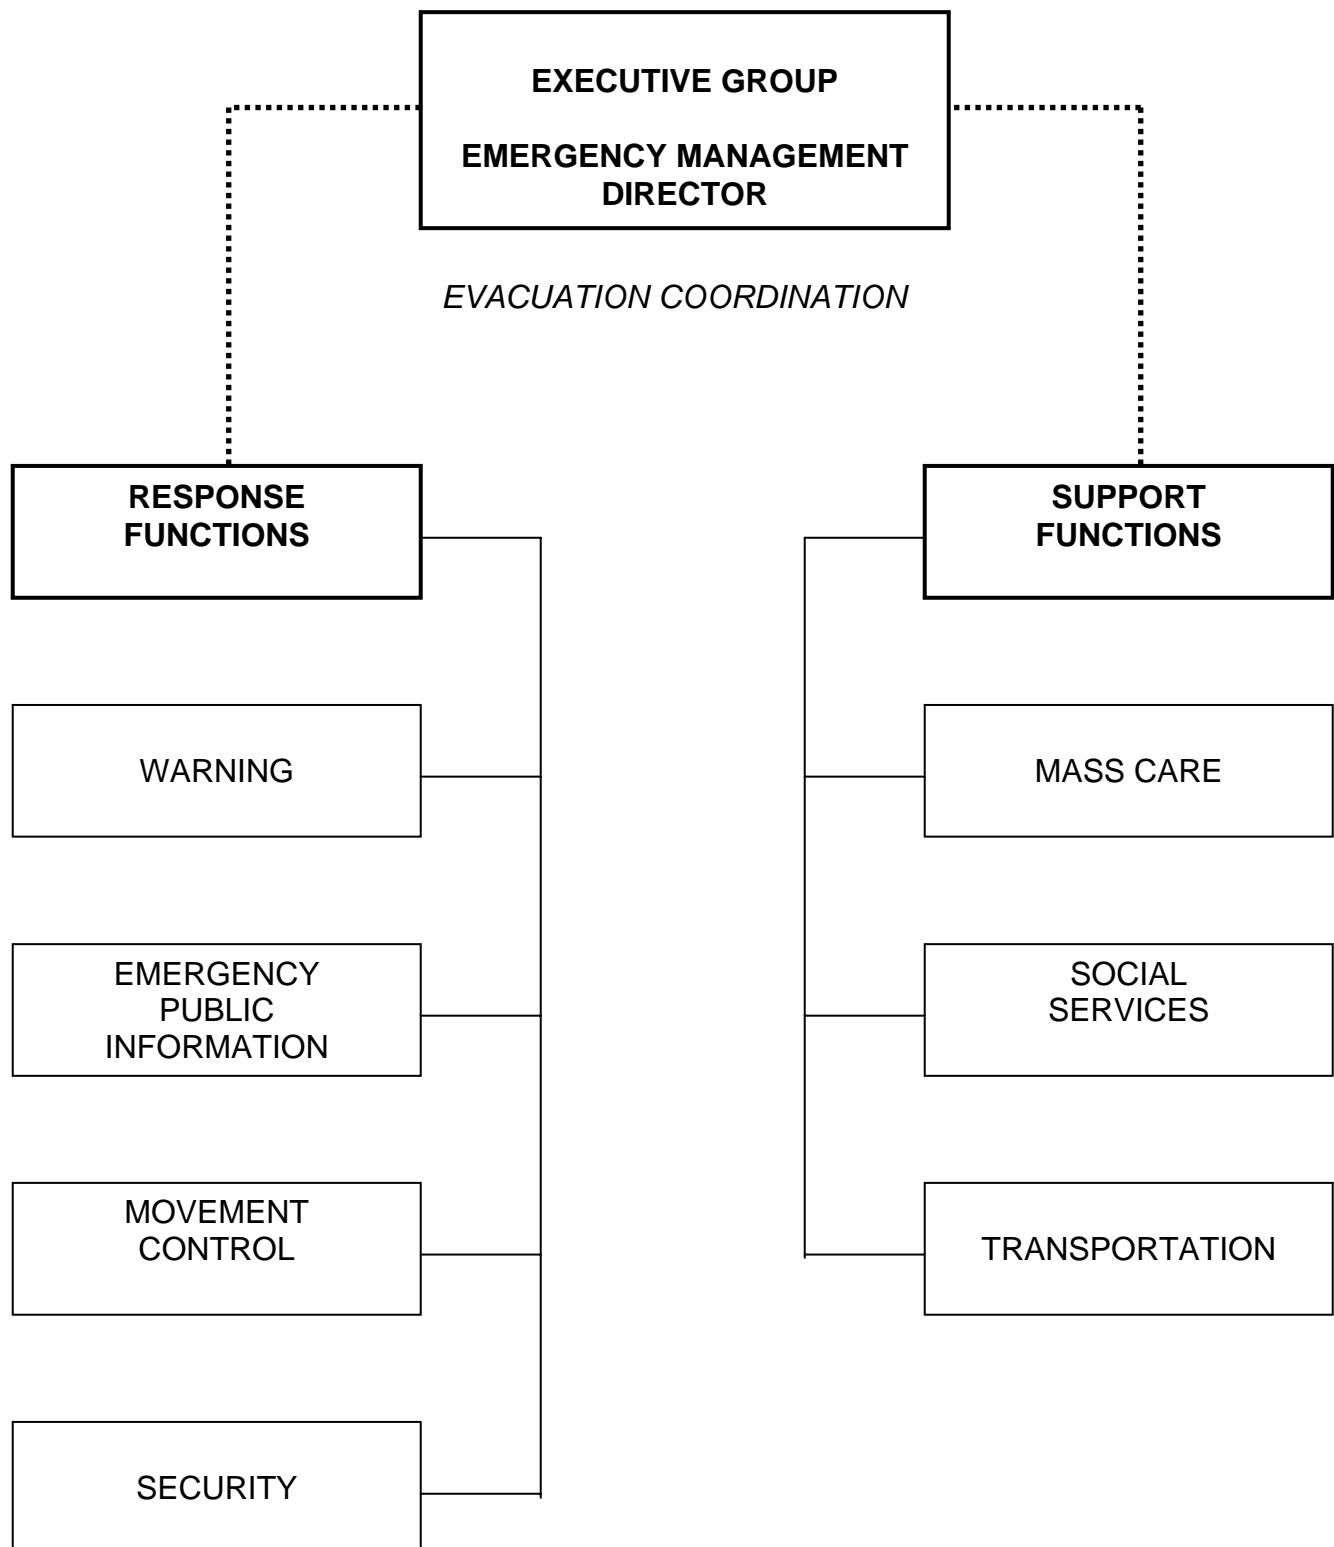 EXECUTIVE GROUP
EMERGENCY MANAGEMENT
DIRECTOR
EVACUATION COORDINATION
RESPONSE
FUNCTIONS
SUPPORT
FUNCTIONS
WARNING
MASS CARE
EMERGENCY
PUBLIC
INFORMATION
SOCIAL
SERVICES
MOVEMENT
CONTROL
TRANSPORTATION
SECURITY